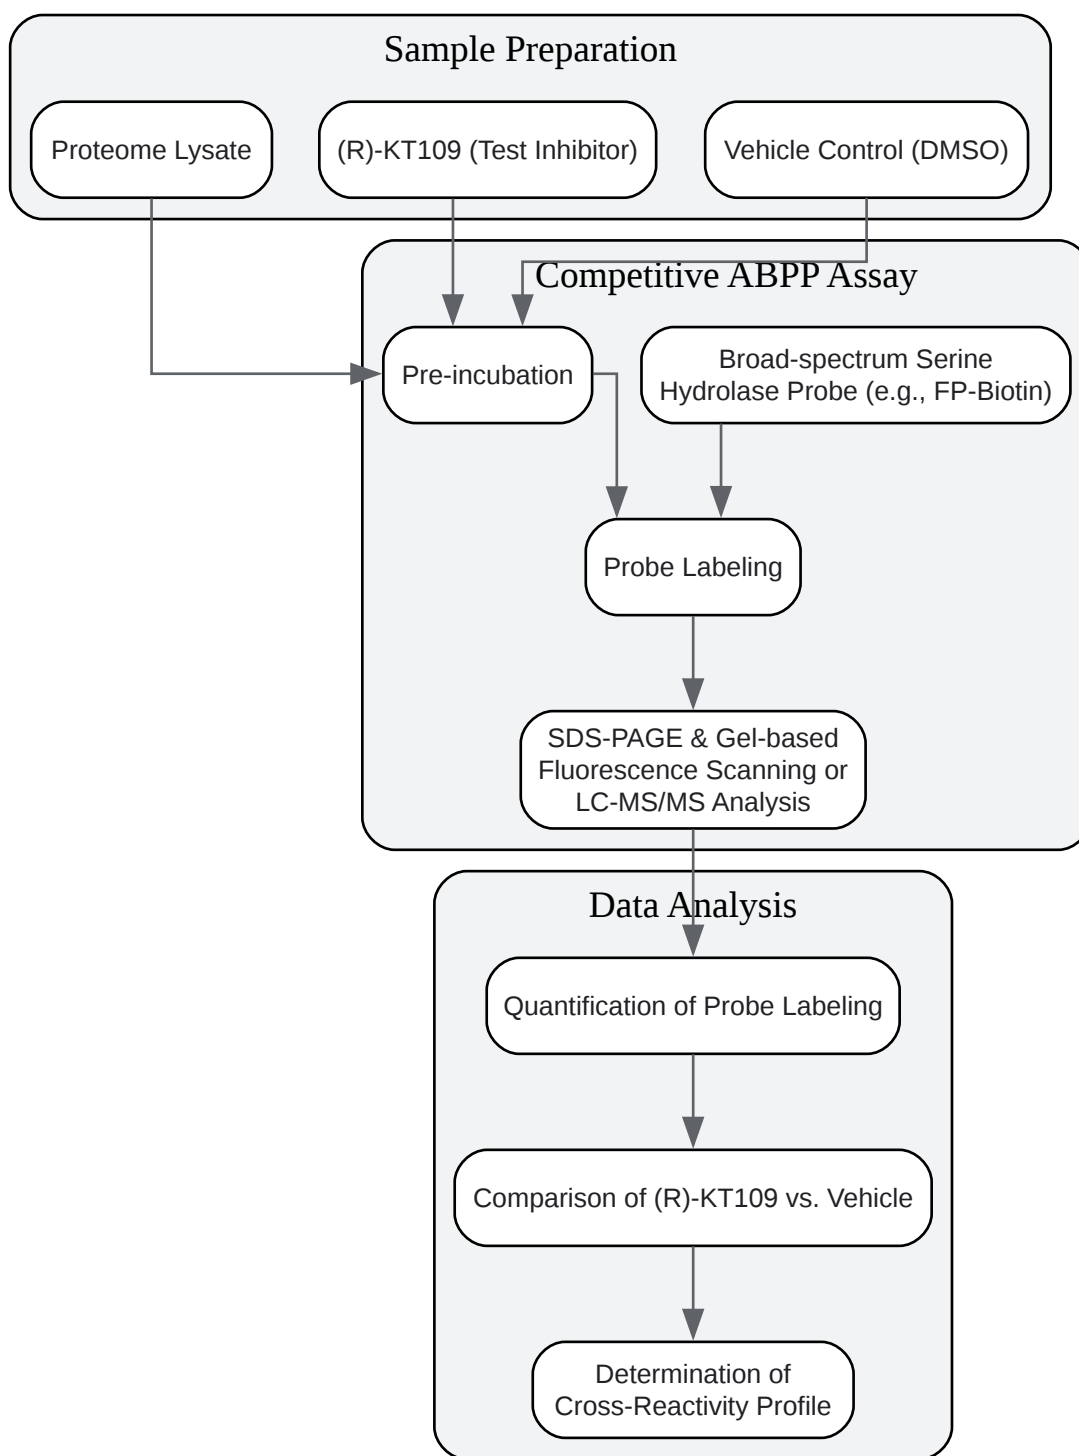 Sample Preparation
Proteome Lysate
(R)-KT109 (Test Inhibitor)
Vehicle Control (DMSO)
Competitive ABPP Assay
Pre-incubation
Broad-spectrum Serine
Hydrolase Probe (e.g., FP-Biotin)
Probe Labeling
SDS-PAGE & Gel-based
Fluorescence Scanning or
LC-MS/MS Analysis
Data Analysis
Quantification of Probe Labeling
Comparison of (R)-KT109 vs. Vehicle
Determination of
Cross-Reactivity Profile